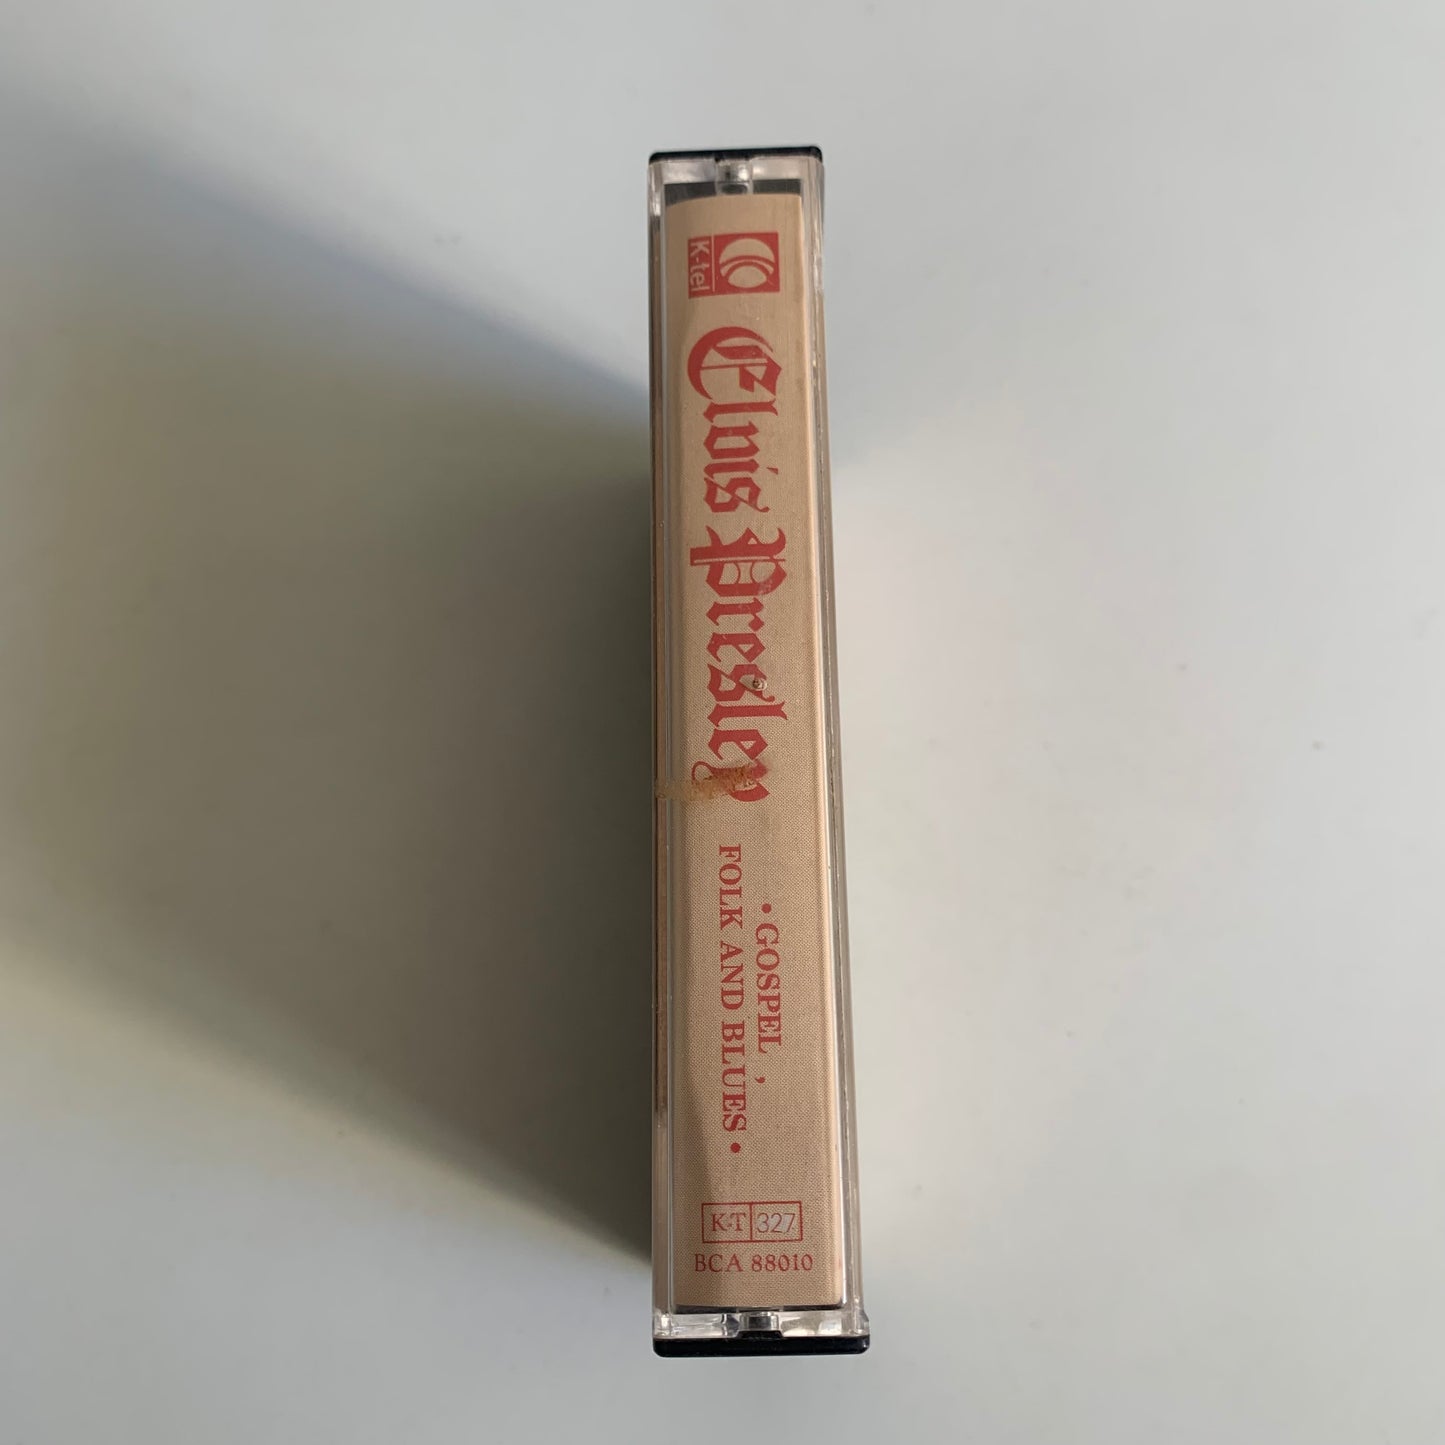 K-tel
Elvis Presley
• GOSPEL ,
FOLK AND BLUES •
K-T 327
BCA 88010